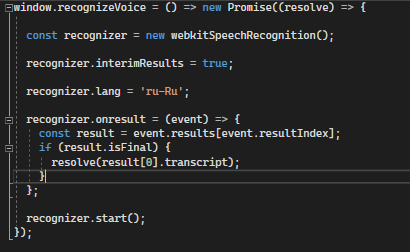 window.recognizeVoice = () => new Promise((resolve) => {
const recognizer = new webkitSpeechRecognition();
recognizer.interimResults = true;
recognizer.lang = 'ru-Ru';
recognizer.onresult = (event) => {
const result = event.results[event.resultIndex];
if (result.isFinal) {
resolve(result[0].transcript);
}
};
recognizer.start();
});